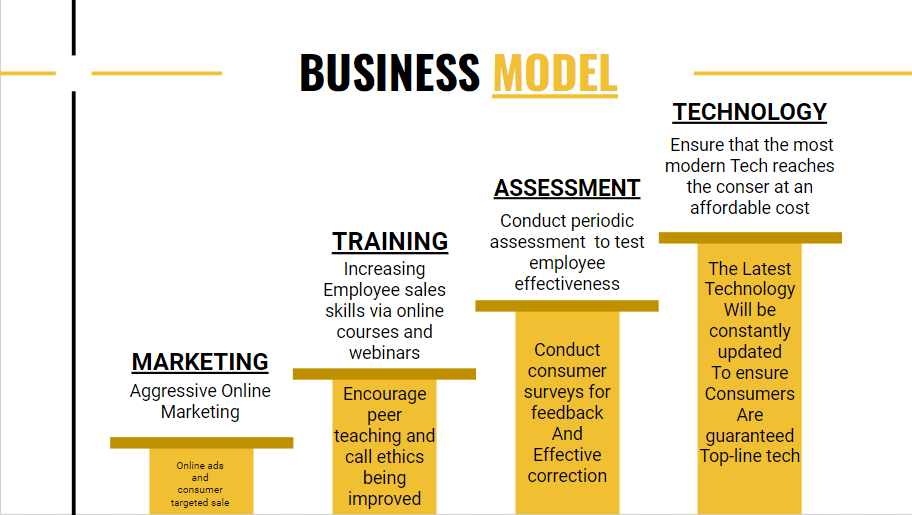 BUSINESS MODEL
MARKETING
Aggressive Online
Marketing
Online ads
and
consumer
targeted sale
TRAINING
Increasing
Employee sales
skills via online
courses and
webinars
Encourage
peer
teaching and
call ethics
being
improved
ASSESSMENT
Conduct periodic
assessment to test
employee
effectiveness
Conduct
consumer
surveys for
feedback
And
Effective
correction
TECHNOLOGY
Ensure that the most
modern Tech reaches
the conser at an
affordable cost
The Latest
Technology
Will be
constantly
updated
To ensure
Consumers
Are
guaranteed
Top-line tech